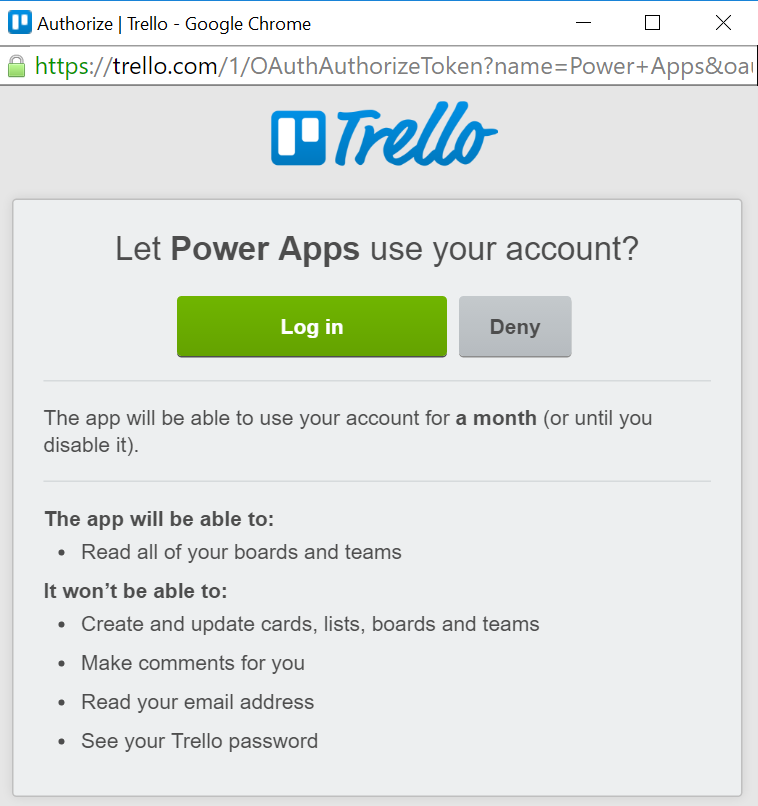 Authorize | Trello - Google Chrome
https://trello.com/1/OAuthAuthorizeToken?name=Power+Apps&oau
Trello
Let Power Apps use your account?
Log in
Deny
The app will be able to use your account for a month (or until you
disable it).
The app will be able to:
• Read all of your boards and teams
It won't be able to:
• Create and update cards, lists, boards and teams
• Make comments for you
• Read your email address
• See your Trello password